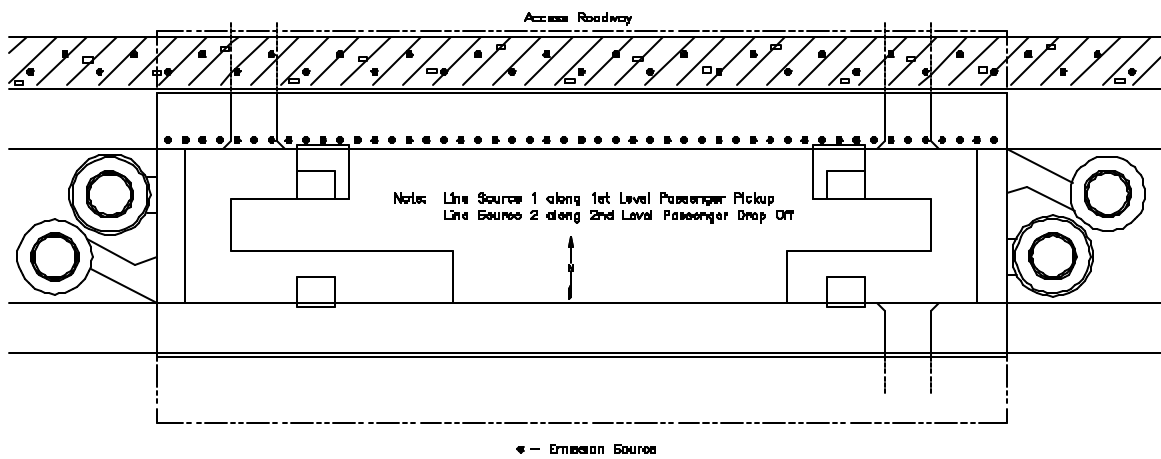 Access Roadway
Note: Line Source 1 along 1st Level Passenger Pickup
Line Source 2 along 2nd Level Passenger Drop Off
N
— Emission Source